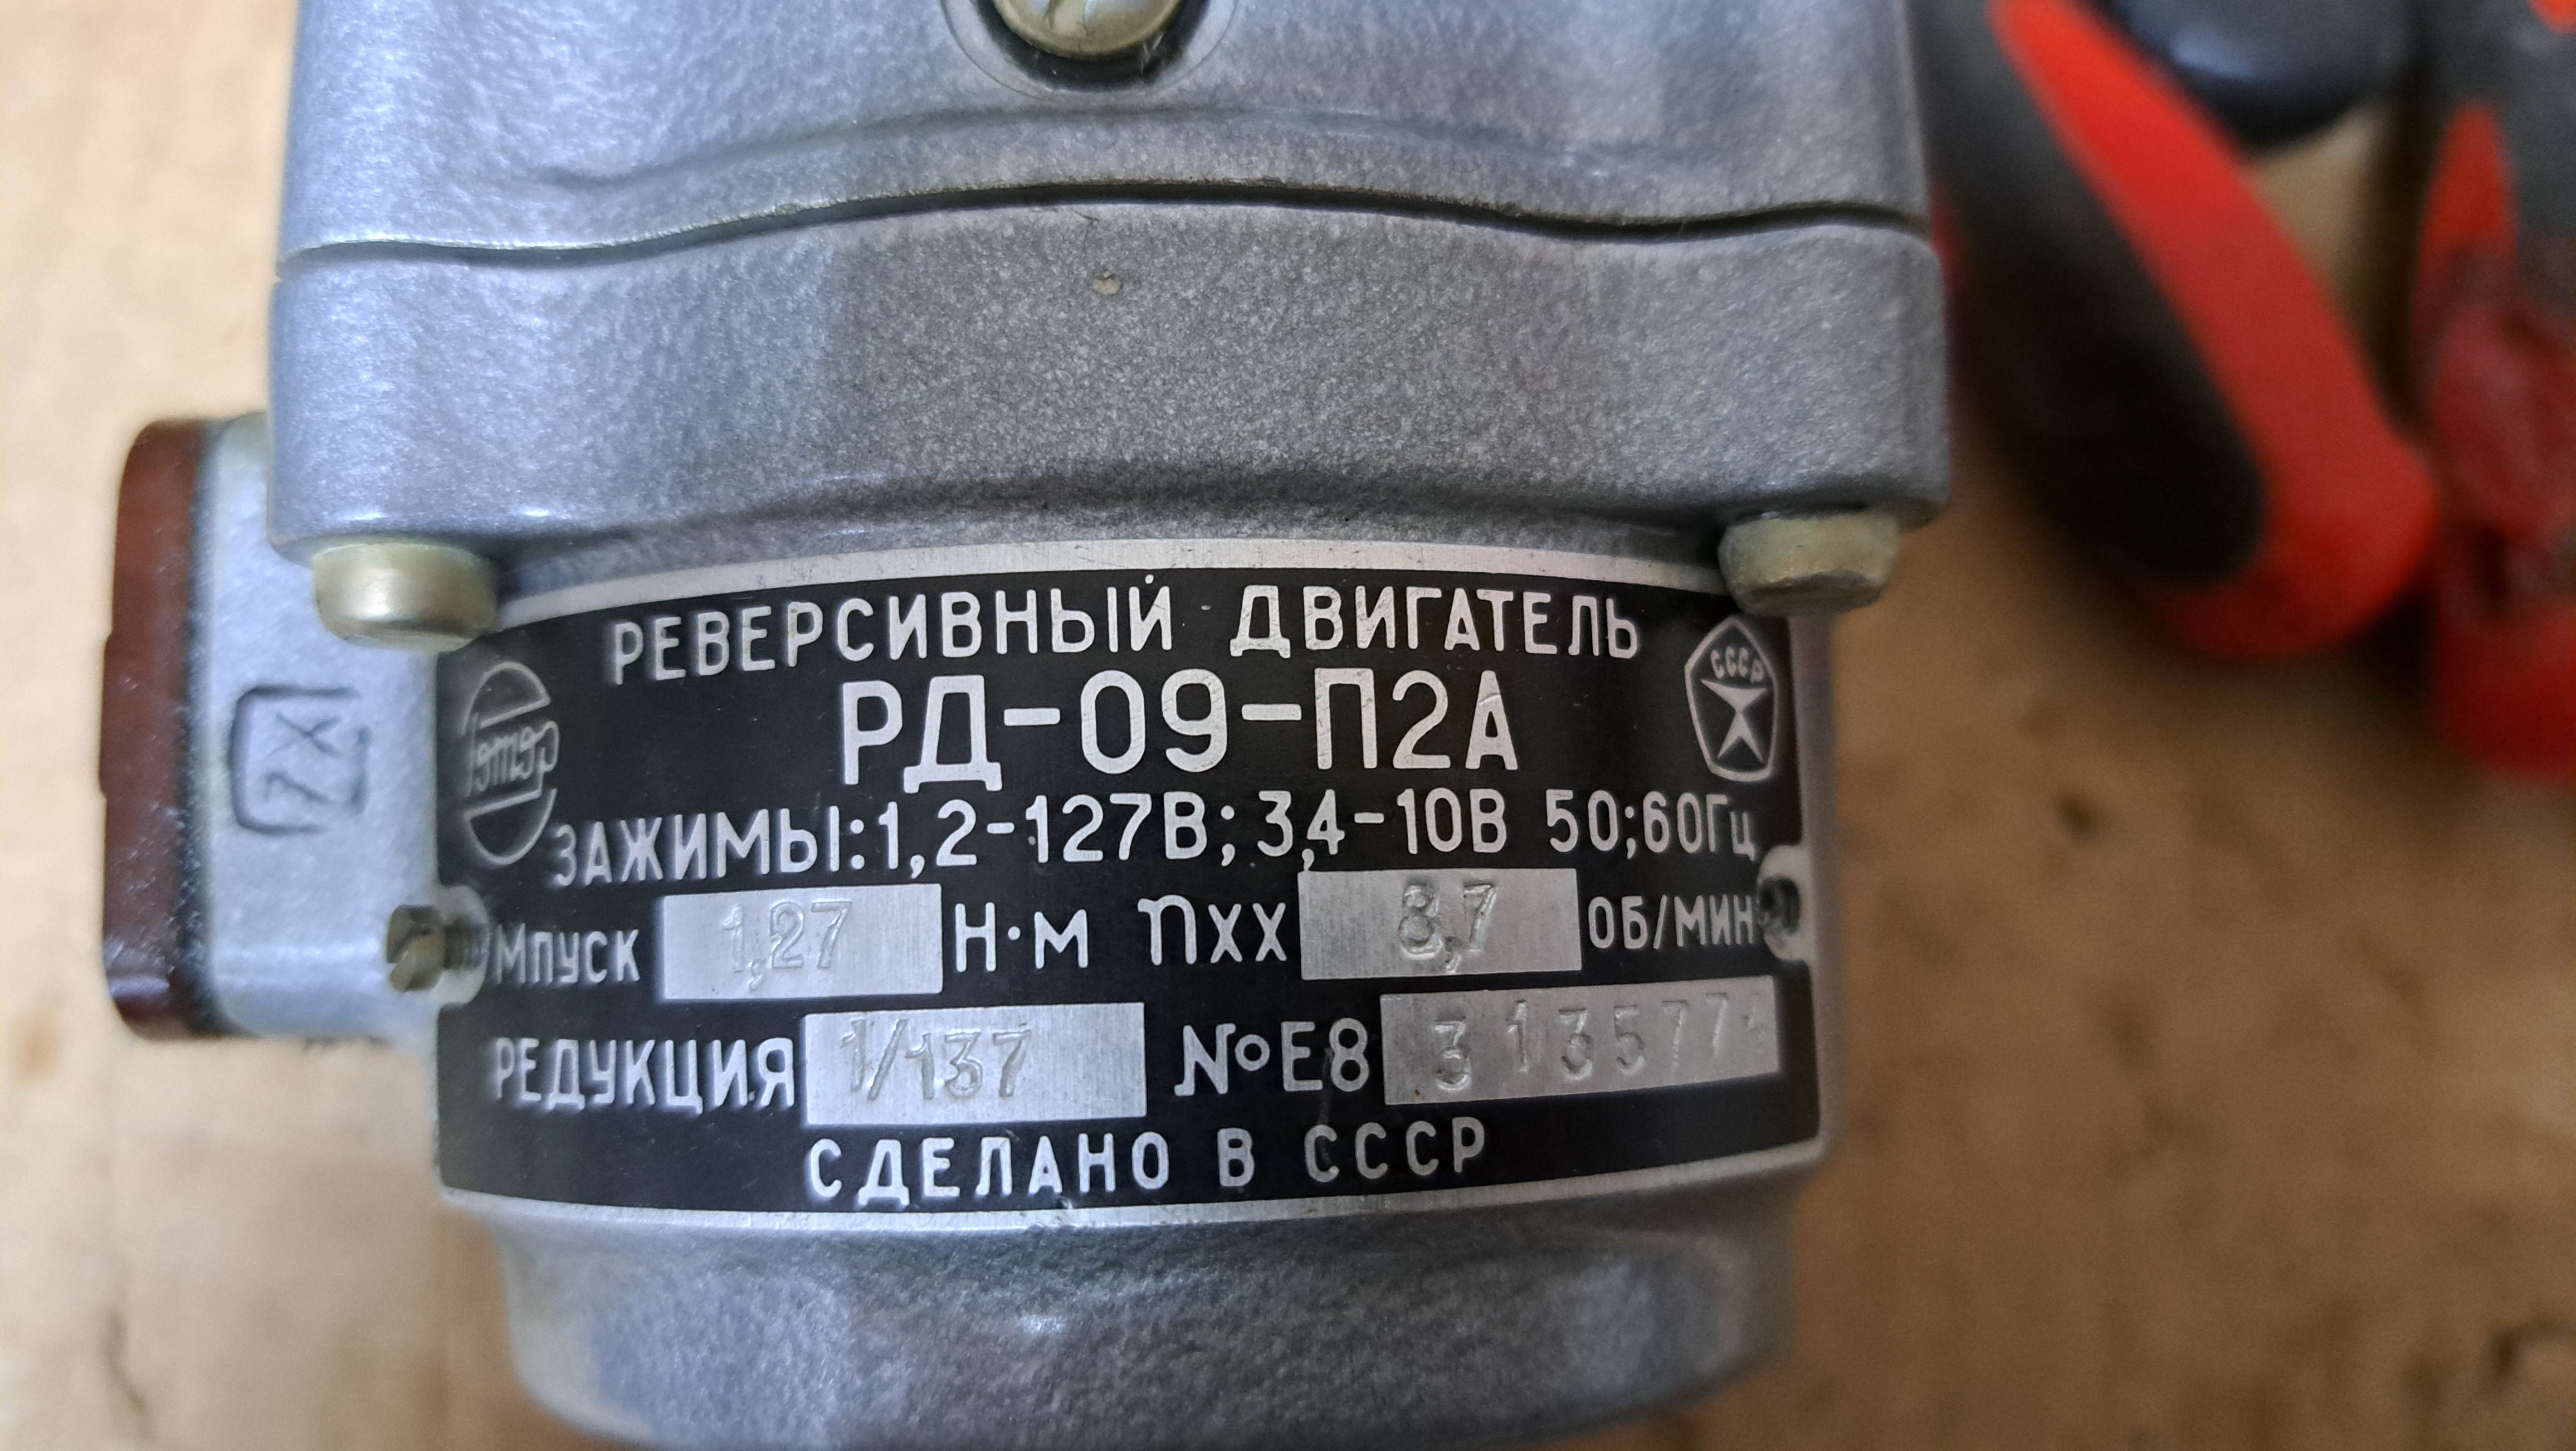 РЕВЕРСИВНЫЙ ДВИГАТЕЛЬ
РД-09-П2А
СССР
ЗАЖИМЫ:1,2-127В; 3,4-10В 50;60Гц
Мпуск 1,27 Н·м nхх 8,7 ОБ/МИН
РЕДУКЦИЯ 1/137 №Е8
СДЕЛАНО В СССР